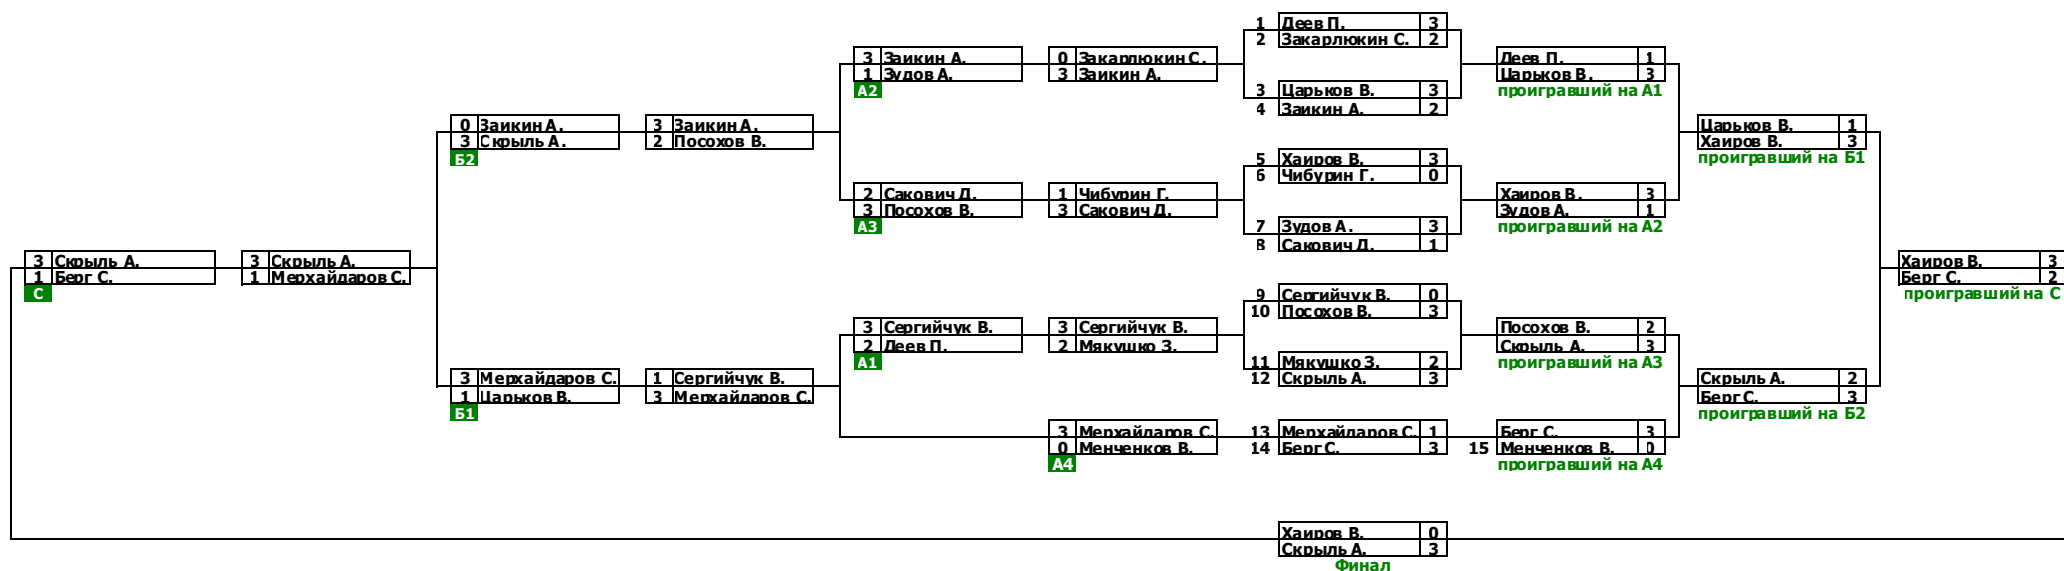 1 Деев П. 3
2 Закарлюкин С. 2
3 Заикин А.
1 Зудов А.
А2
0 Закарлюкин С.
3 Заикин А.
Деев П. 1
Царьков В. 3
проигравший на А1
3 Царьков В. 3
4 Заикин А. 2
0 Заикин А.
3 Скрыль А.
Б2
3 Заикин А.
2 Посохов В.
Царьков В. 1
Хаиров В. 3
проигравший на Б1
5 Хаиров В. 3
6 Чибурин Г. 0
2 Сакович Д.
3 Посохов В.
А3
1 Чибурин Г.
3 Сакович Д.
Хаиров В. 3
Зудов А. 1
проигравший на А2
7 Зудов А. 3
8 Сакович Д. 1
3 Скрыль А.
1 Берг С.
С
3 Скрыль А.
1 Мерхайдаров С.
Хаиров В. 3
Берг С. 2
проигравший на С
9 Сергийчук В. 0
10 Посохов В. 3
3 Сергийчук В.
2 Деев П.
А1
3 Сергийчук В.
2 Мякушко З.
Посохов В. 2
Скрыль А. 3
проигравший на А3
11 Мякушко З. 2
12 Скрыль А. 3
3 Мерхайдаров С.
1 Царьков В.
Б1
1 Сергийчук В.
3 Мерхайдаров С.
Скрыль А. 2
Берг С. 3
проигравший на Б2
3 Мерхайдаров С.
0 Менченков В.
А4
13 Мерхайдаров С. 1
14 Берг С. 3
Берг С. 3
15 Менченков В. 0
проигравший на А4
Хаиров В. 0
Скрыль А. 3
Финал